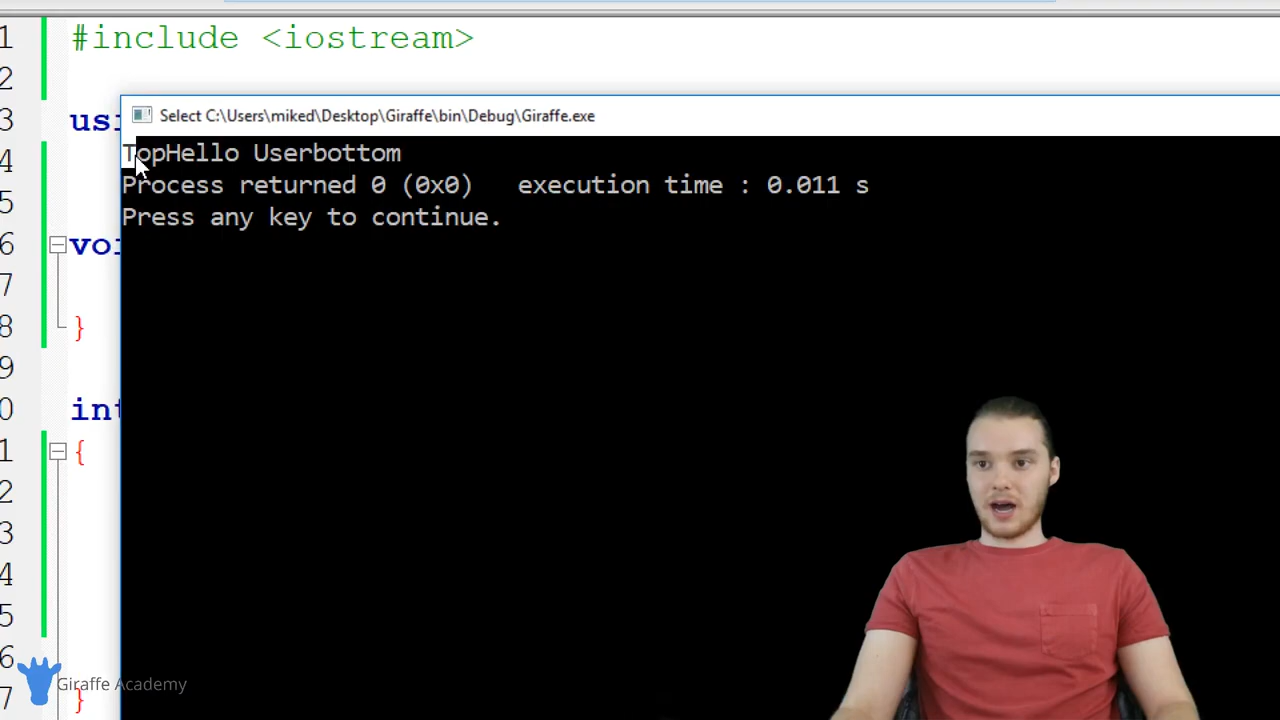 1 #include <iostream>
2
3 usi
4
5
6 voi
7
8 }
9
0 int
1 {
2
3
4
5
6
7 }
Select C:\Users\miked\Desktop\Giraffe\bin\Debug\Giraffe.exe
TopHello Userbottom
Process returned 0 (0x0)   execution time : 0.011 s
Press any key to continue.
Giraffe Academy